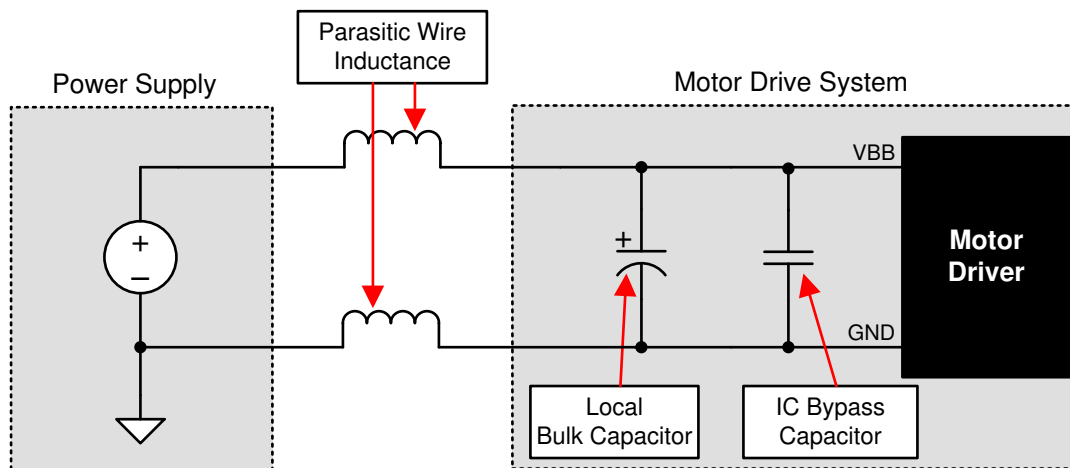 Parasitic Wire
Inductance
Power Supply
Motor Drive System
VBB
+
−
+
Motor
Driver
GND
Local
Bulk Capacitor
IC Bypass
Capacitor